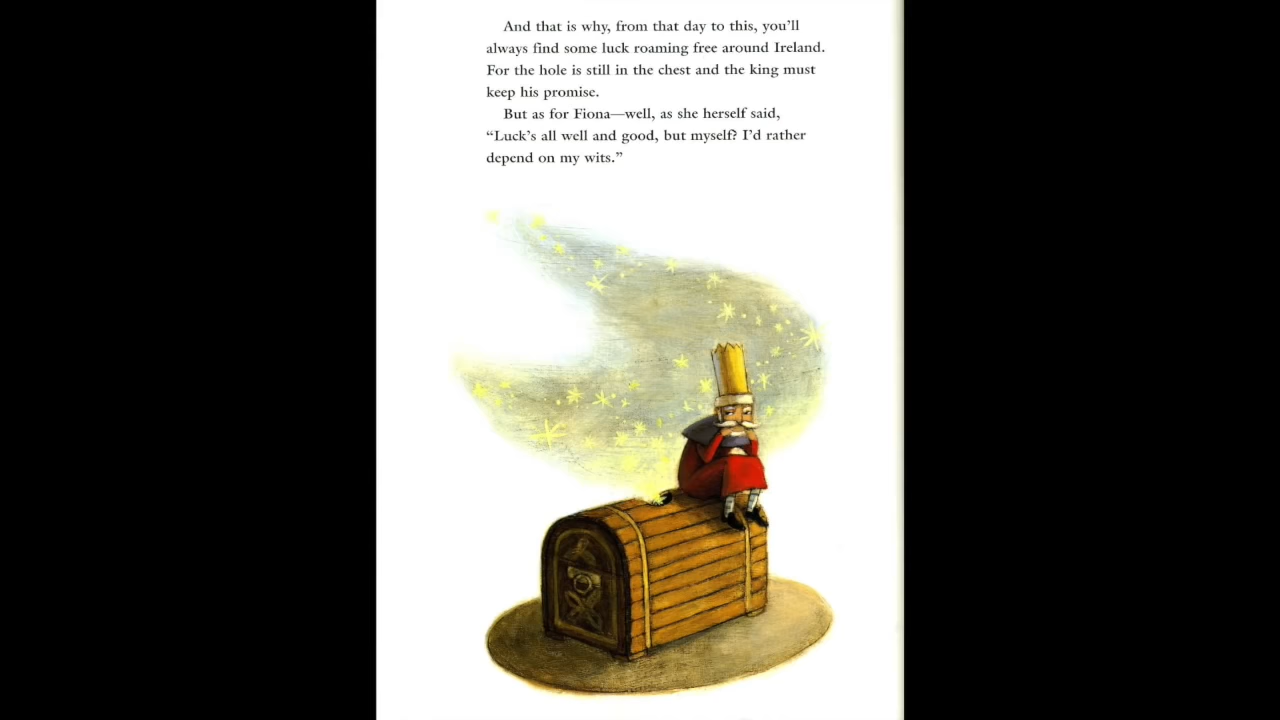 And that is why, from that day to this, you'll
always find some luck roaming free around Ireland.
For the hole is still in the chest and the king must
keep his promise.
But as for Fiona—well, as she herself said,
“Luck's all well and good, but myself? I'd rather
depend on my wits.”